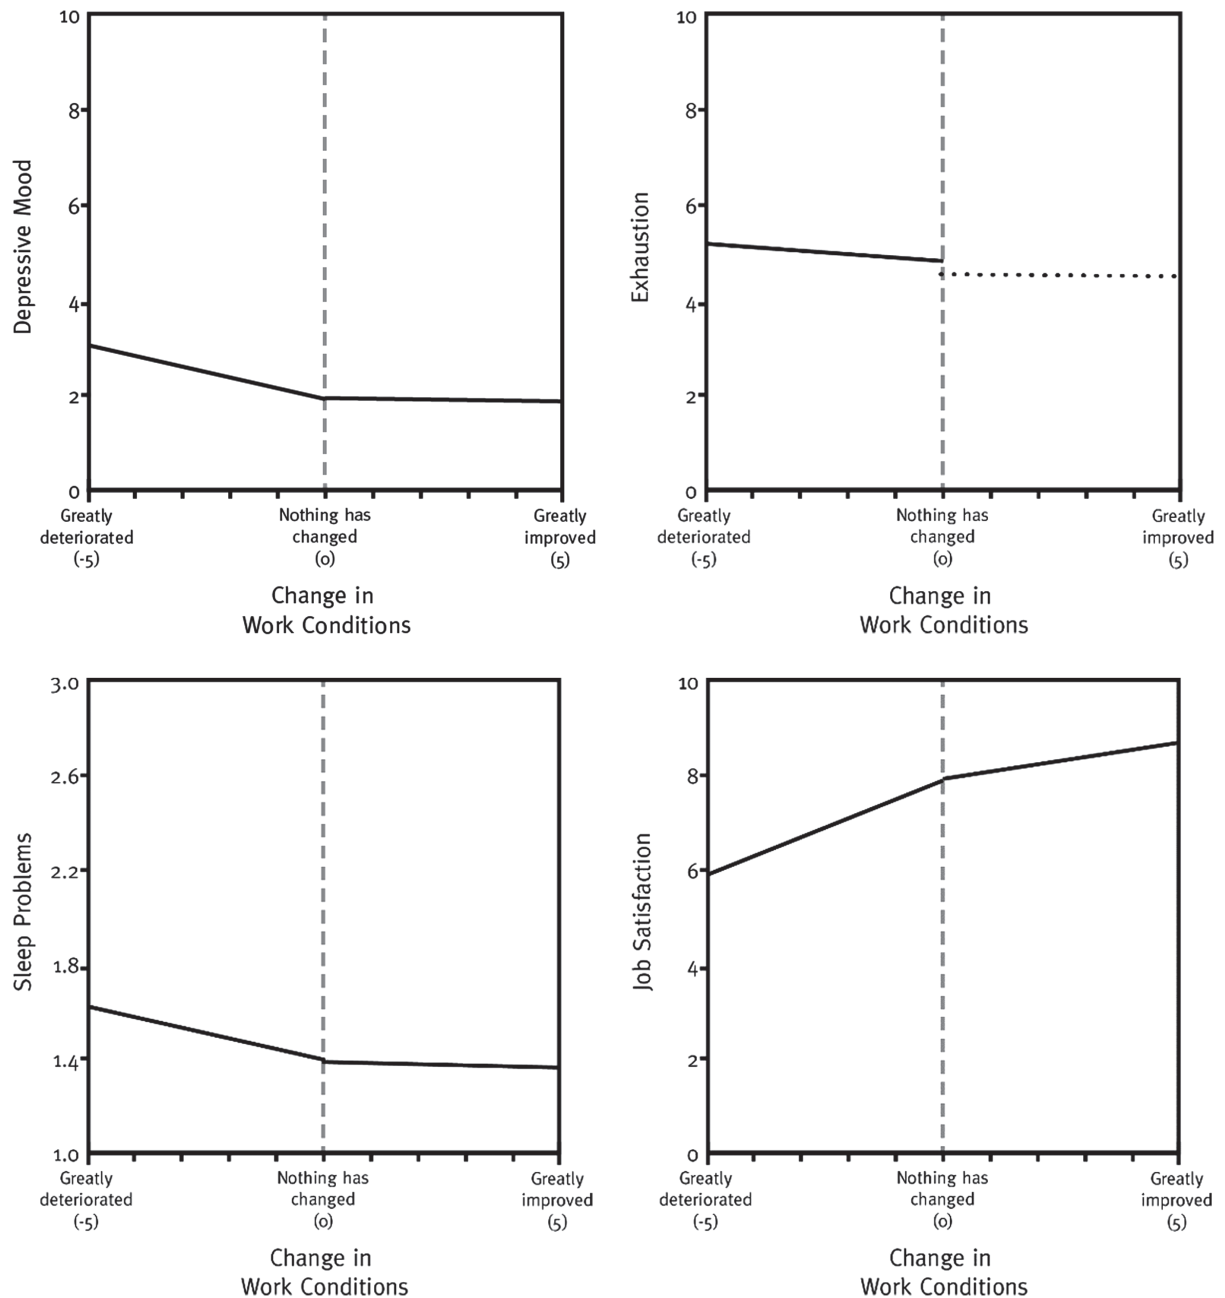 10
8
6
4
2
0
Depressive Mood
Greatly
deteriorated
(-5)
Nothing has
changed
(0)
Greatly
improved
(5)
Change in
Work Conditions
10
8
6
4
2
0
Exhaustion
Greatly
deteriorated
(-5)
Nothing has
changed
(0)
Greatly
improved
(5)
Change in
Work Conditions
3.0
2.6
2.2
1.8
1.4
1.0
Sleep Problems
Greatly
deteriorated
(-5)
Nothing has
changed
(0)
Greatly
improved
(5)
Change in
Work Conditions
10
8
6
4
2
0
Job Satisfaction
Greatly
deteriorated
(-5)
Nothing has
changed
(0)
Greatly
improved
(5)
Change in
Work Conditions